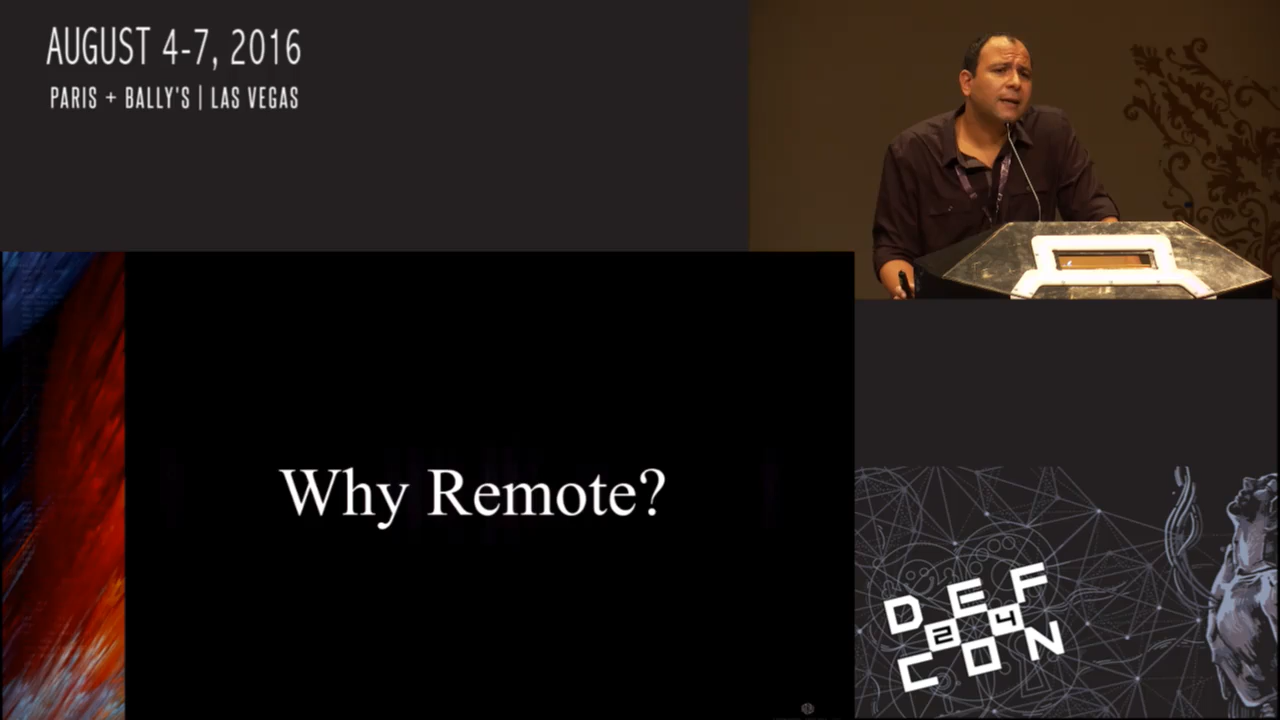 AUGUST 4-7, 2016
PARIS + BALLY'S | LAS VEGAS
Why Remote?
DEF
24
CON